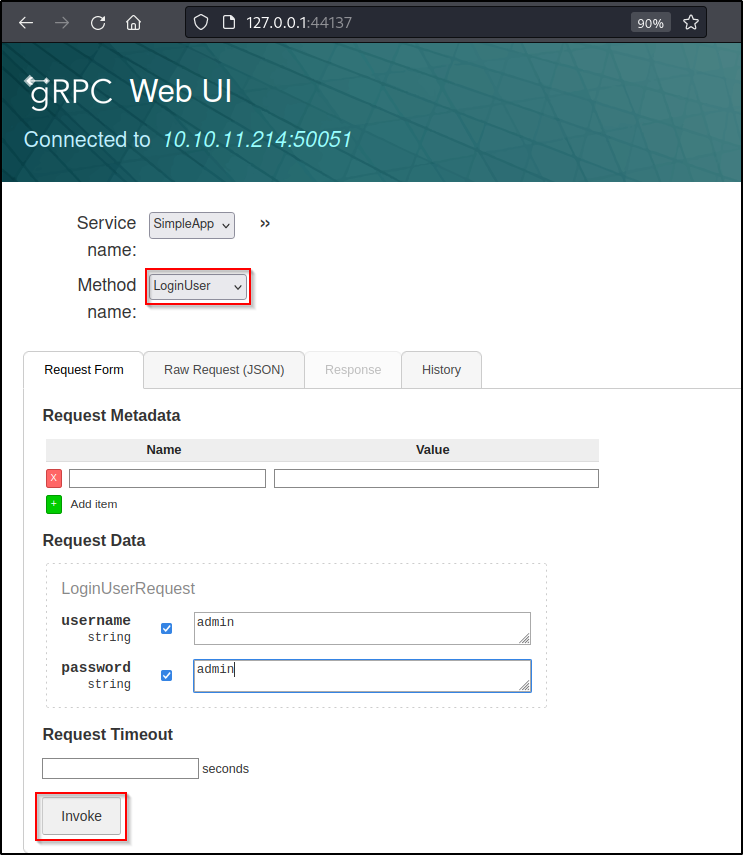 127.0.0.1:44137
90%
gRPC Web UI
Connected to 10.10.11.214:50051
Service name:
SimpleApp
»
Method name:
LoginUser
Request Form
Raw Request (JSON)
Response
History
Request Metadata
Name Value
X
+ Add item
Request Data
LoginUserRequest
username
string
admin
password
string
admin
Request Timeout
seconds
Invoke